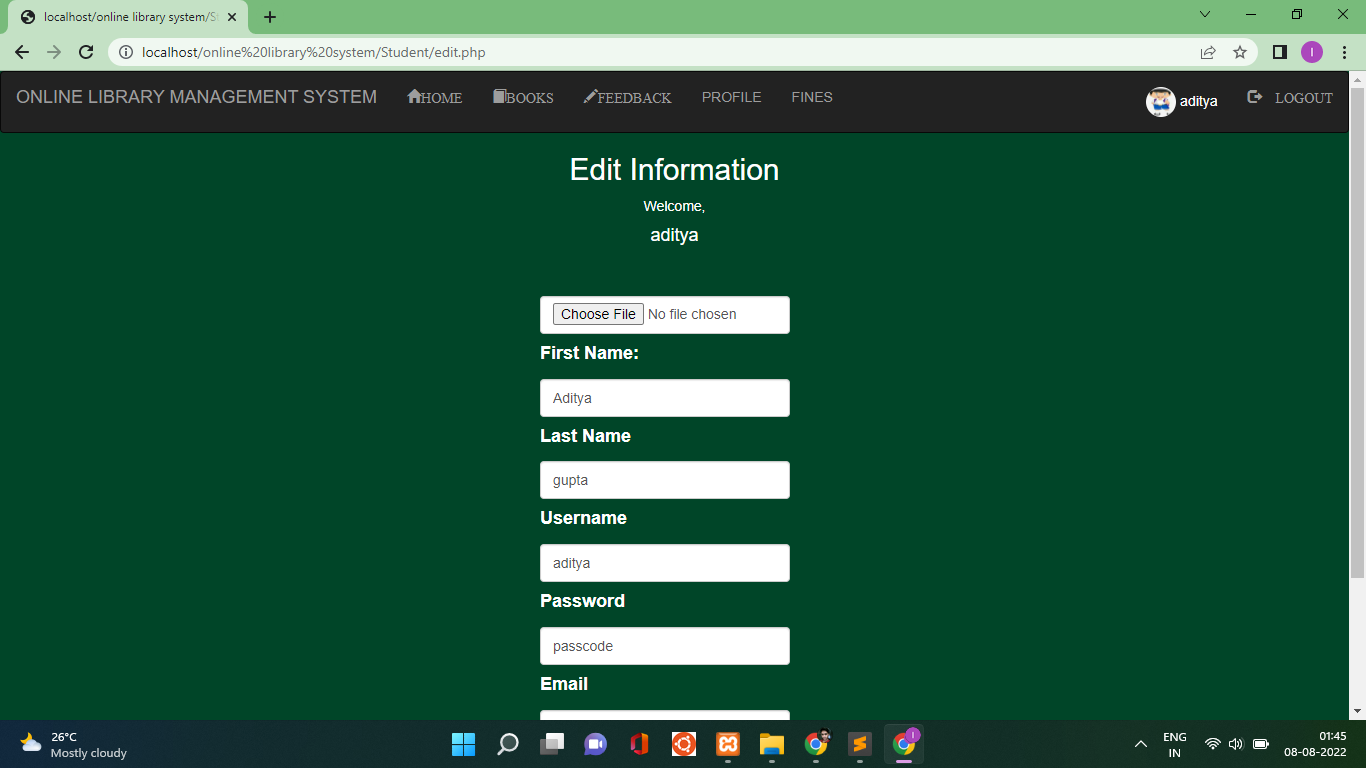 localhost/online library system/S
localhost/online%20library%20system/Student/edit.php
I
ONLINE LIBRARY MANAGEMENT SYSTEM
HOME
BOOKS
FEEDBACK
PROFILE
FINES
aditya
LOGOUT
Edit Information
Welcome,
aditya
Choose File No file chosen
First Name:
Aditya
Last Name
gupta
Username
aditya
Password
passcode
Email
26°C
Mostly cloudy
I
ENG
IN
01:45
08-08-2022